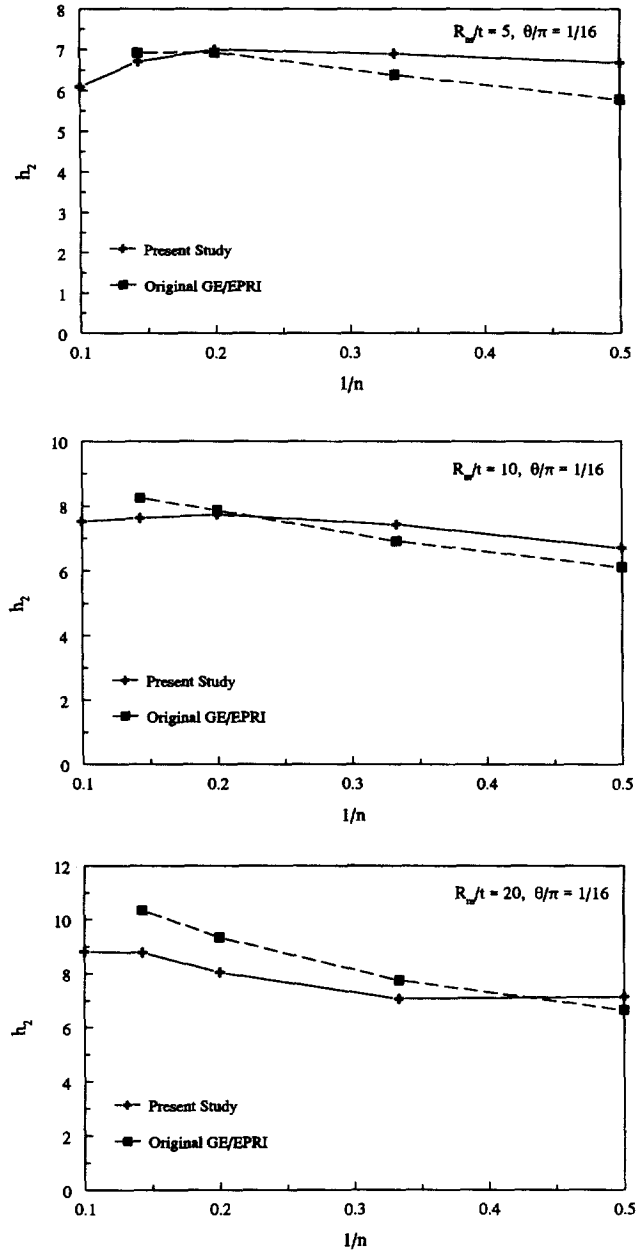 R_m/t = 5, θ/π = 1/16
8
7
6
5
4
3
2
1
0
h₂
Present Study
Original GE/EPRI
0.1 0.2 0.3 0.4 0.5
1/n
R_m/t = 10, θ/π = 1/16
10
8
6
4
2
0
h₂
Present Study
Original GE/EPRI
0.1 0.2 0.3 0.4 0.5
1/n
R_m/t = 20, θ/π = 1/16
12
10
8
6
4
2
0
h₂
Present Study
Original GE/EPRI
0.1 0.2 0.3 0.4 0.5
1/n